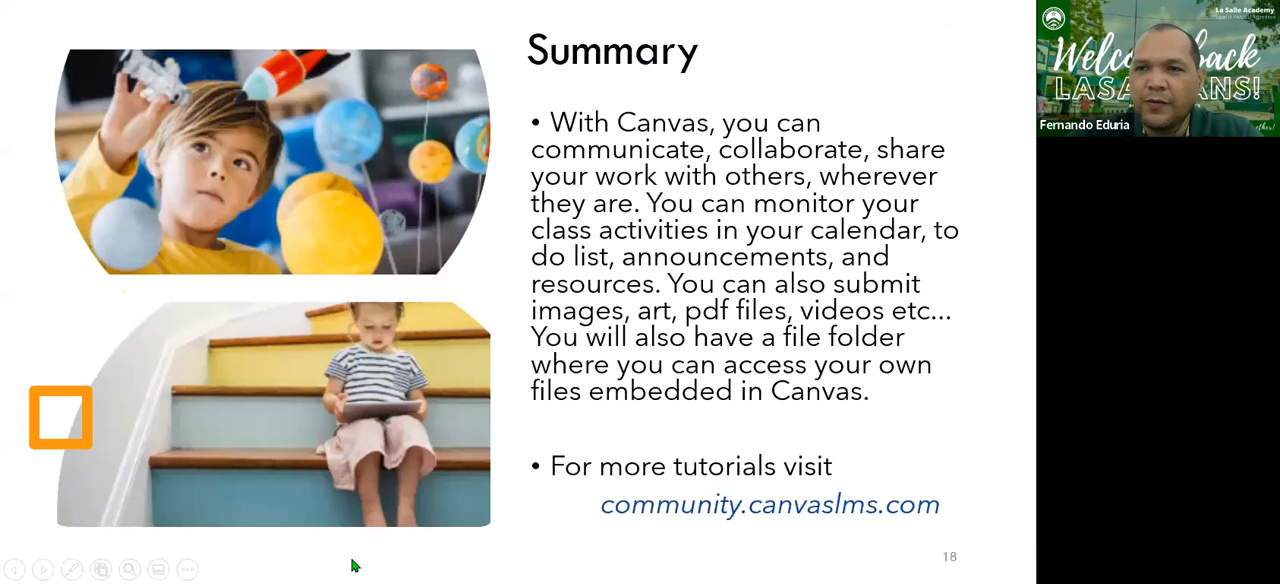 Summary
• With Canvas, you can
communicate, collaborate, share
your work with others, wherever
they are. You can monitor your
class activities in your calendar, to
do list, announcements, and
resources. You can also submit
images, art, pdf files, videos etc...
You will also have a file folder
where you can access your own
files embedded in Canvas.
• For more tutorials visit
community.canvaslms.com
18
La Salle Academy
Fernando Eduria